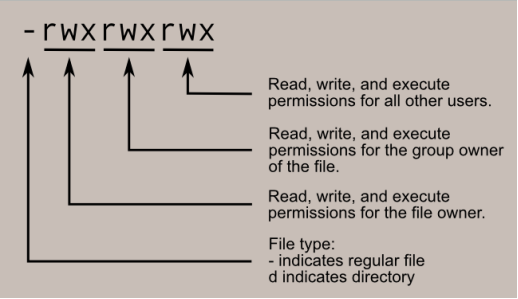 -rwxrwxrwx
Read, write, and execute
permissions for all other users.
Read, write, and execute
permissions for the group owner
of the file.
Read, write, and execute
permissions for the file owner.
File type:
- indicates regular file
d indicates directory